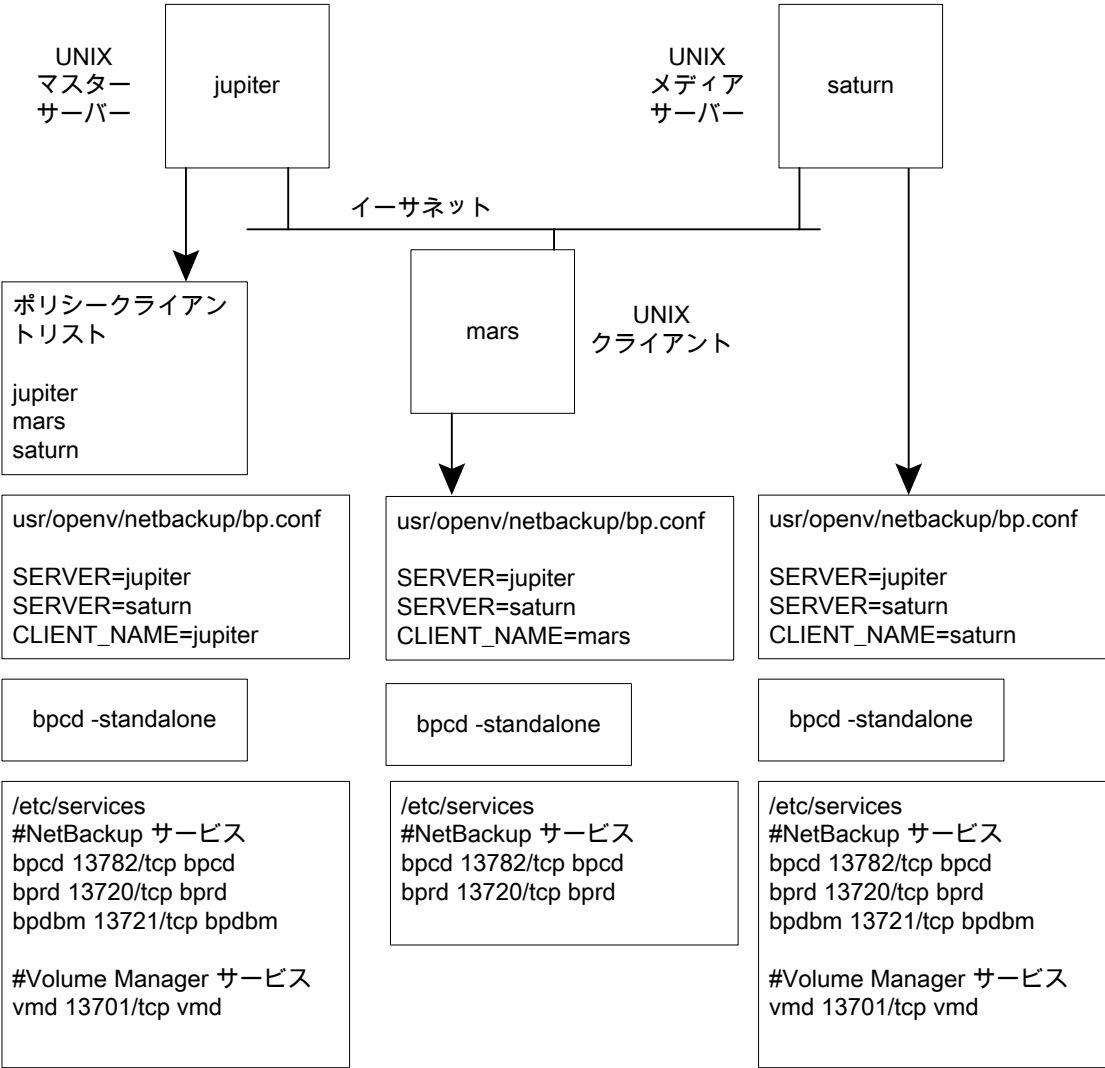 UNIX
マスター
サーバー
jupiter
UNIX
メディア
サーバー
saturn
イーサネット
ポリシークライアン
トリスト
jupiter
mars
saturn
mars
UNIX
クライアント
usr/openv/netbackup/bp.conf
SERVER=jupiter
SERVER=saturn
CLIENT_NAME=jupiter
usr/openv/netbackup/bp.conf
SERVER=jupiter
SERVER=saturn
CLIENT_NAME=mars
usr/openv/netbackup/bp.conf
SERVER=jupiter
SERVER=saturn
CLIENT_NAME=saturn
bpcd -standalone
bpcd -standalone
bpcd -standalone
/etc/services
#NetBackup サービス
bpcd 13782/tcp bpcd
bprd 13720/tcp bprd
bpdbm 13721/tcp bpdbm
#Volume Manager サービス
vmd 13701/tcp vmd
/etc/services
#NetBackup サービス
bpcd 13782/tcp bpcd
bprd 13720/tcp bprd
/etc/services
#NetBackup サービス
bpcd 13782/tcp bpcd
bprd 13720/tcp bprd
bpdbm 13721/tcp bpdbm
#Volume Manager サービス
vmd 13701/tcp vmd